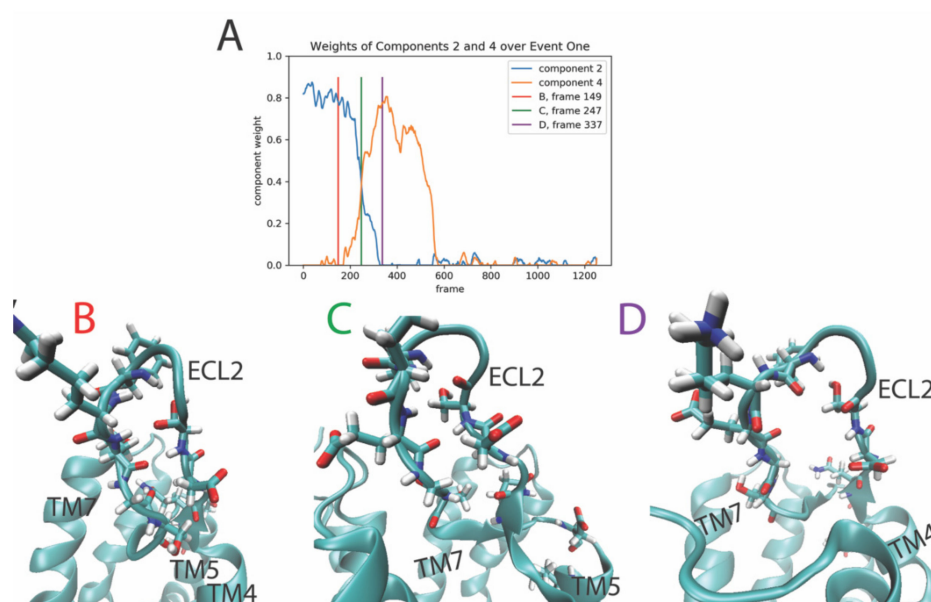 A
Weights of Components 2 and 4 over Event One
component weight
1.0
0.8
0.6
0.4
0.2
0.0
component 2
component 4
B, frame 149
C, frame 247
D, frame 337
0 200 400 600 800 1000 1200
frame
B
ECL2
TM7
TM5
TM4
C
ECL2
TM7
TM5
D
ECL2
TM7
TM4